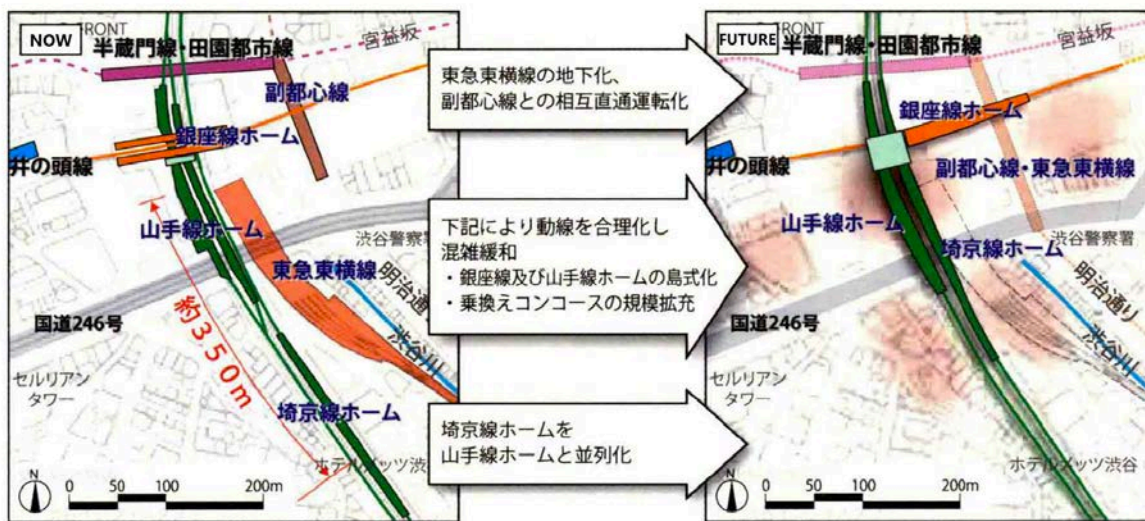 NOW
FRONT
宮益坂
半蔵門線・田園都市線
副都心線
銀座線ホーム
井の頭線
山手線ホーム
渋谷警察署
東急東横線
明治通り
国道246号
約350m
渋谷川
セルリアン
タワー
埼京線ホーム
ホテルメッツ渋
N
0 50 100 200m
東急東横線の地下化、
副都心線との相互直通運転化
下記により動線を合理化し
混雑緩和
・銀座線及び山手線ホームの島式化
・乗換えコンコースの規模拡充
埼京線ホームを
山手線ホームと並列化
FUTURE
FRONT
宮益坂
半蔵門線・田園都市線
銀座線ホーム
井の頭線
副都心線・東急東横線
山手線ホーム
渋谷警察署
埼京線ホーム
明治通り
国道246号
渋谷川
セルリアン
タワー
ホテルメッツ渋谷
N
0 50 100 200m